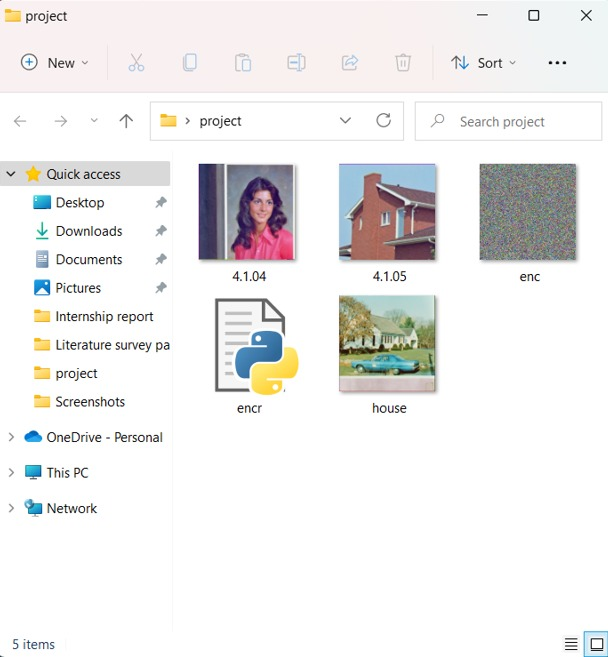 project
New
Sort
project
Search project
Quick access
Desktop
Downloads
Documents
Pictures
Internship report
Literature survey pa
project
Screenshots
OneDrive - Personal
This PC
Network
4.1.04
4.1.05
enc
encr
house
5 items